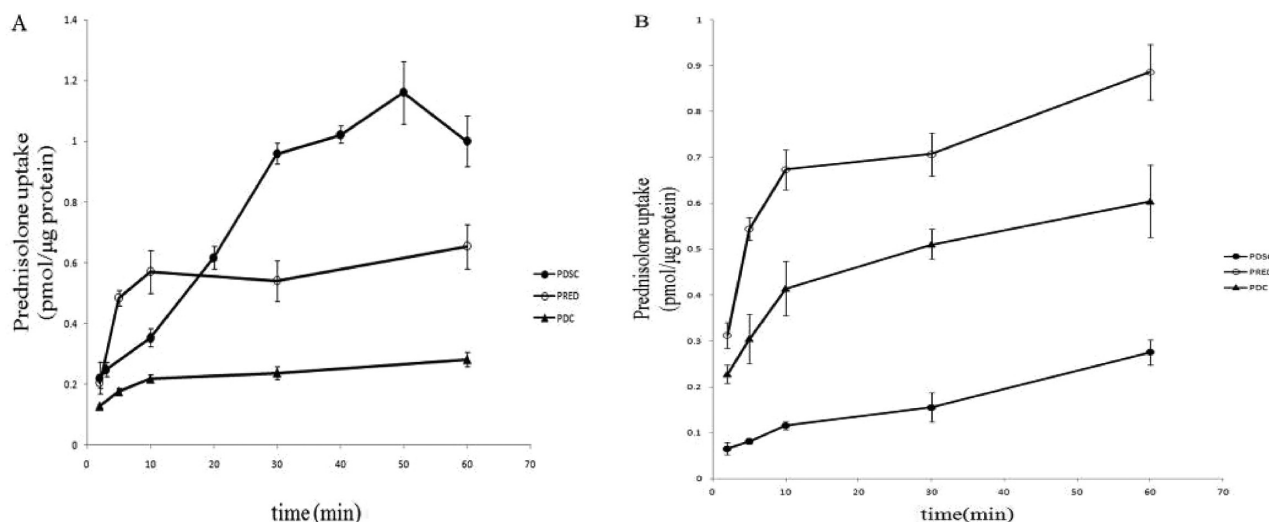 A
Prednisolone uptake
(pmol/µg protein)
1.4
1.2
1
0.8
0.6
0.4
0.2
0
0 10 20 30 40 50 60 70
time (min)
PDSC
PRED
PDC
B
Prednisolone uptake
(pmol/µg protein)
1
0.9
0.8
0.7
0.6
0.5
0.4
0.3
0.2
0.1
0
0 10 20 30 40 50 60 70
time(min)
PDSC
PRED
PDC